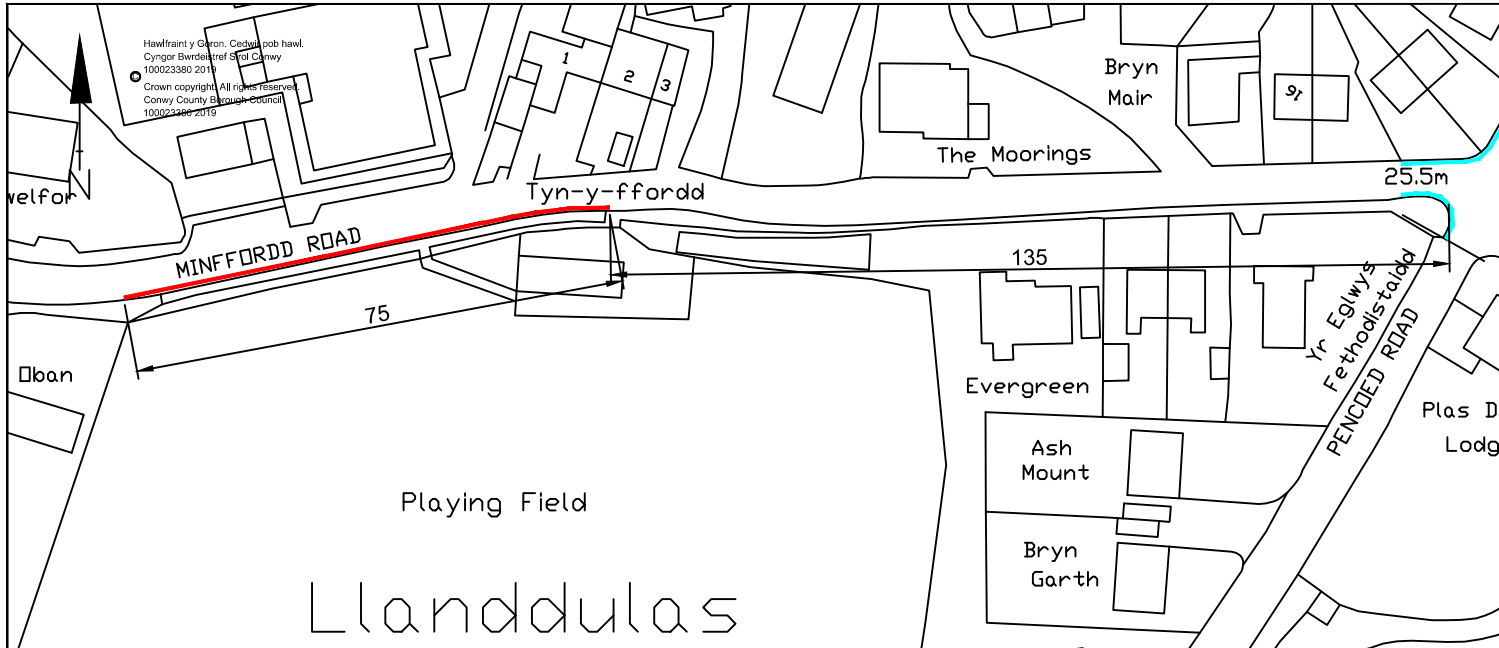 Hawlfraint y Goron. Cedwir pob hawl.
Cyngor Bwrdeistref Sirol Conwy
100023380 2019
©
Crown copyright. All rights reserved.
Conwy County Borough Council
100023380 2019
N
1
2
3
Bryn
Mair
16
The Moorings
25.5m
Tyn-y-ffordd
welfor
MINFFORDD ROAD
135
75
Oban
Yr Eglwys
Fethodistaidd
PENCOED ROAD
Evergreen
Plas D
Lodg
Ash
Mount
Playing Field
Bryn
Garth
Llanddulas